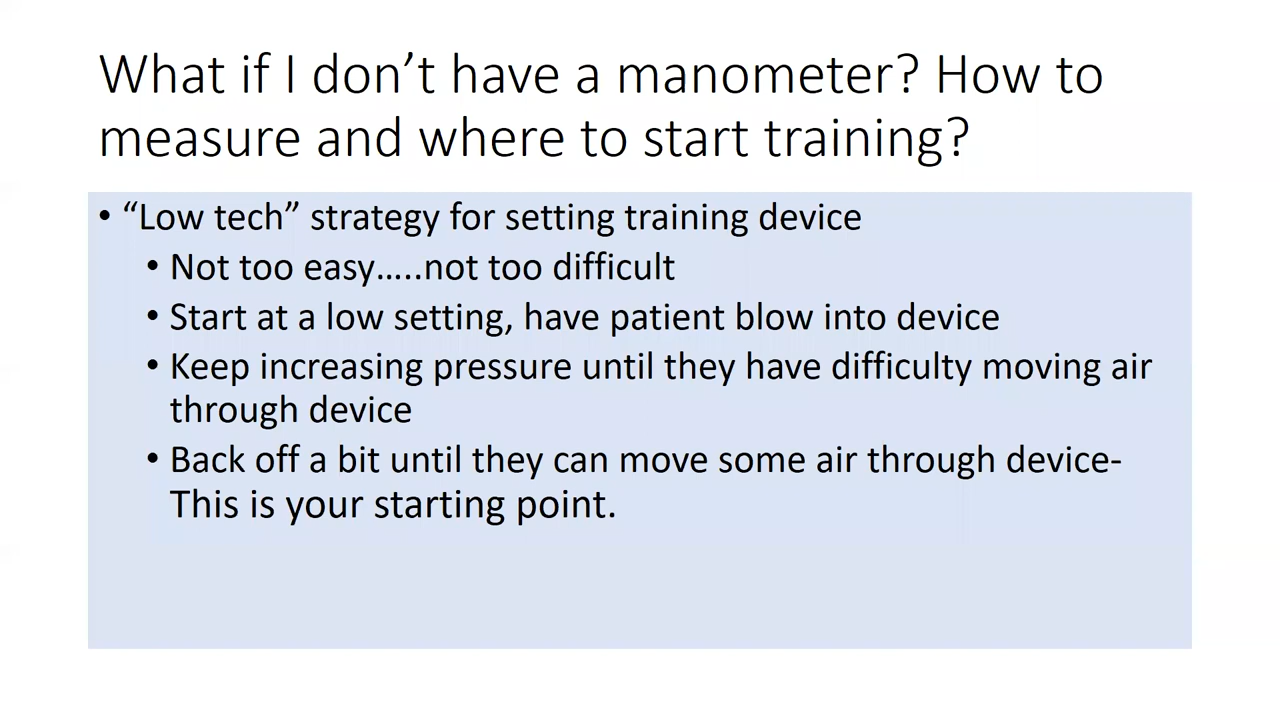 What if I don’t have a manometer? How to
measure and where to start training?
• “Low tech” strategy for setting training device
• Not too easy…..not too difficult
• Start at a low setting, have patient blow into device
• Keep increasing pressure until they have difficulty moving air
through device
• Back off a bit until they can move some air through device-
This is your starting point.